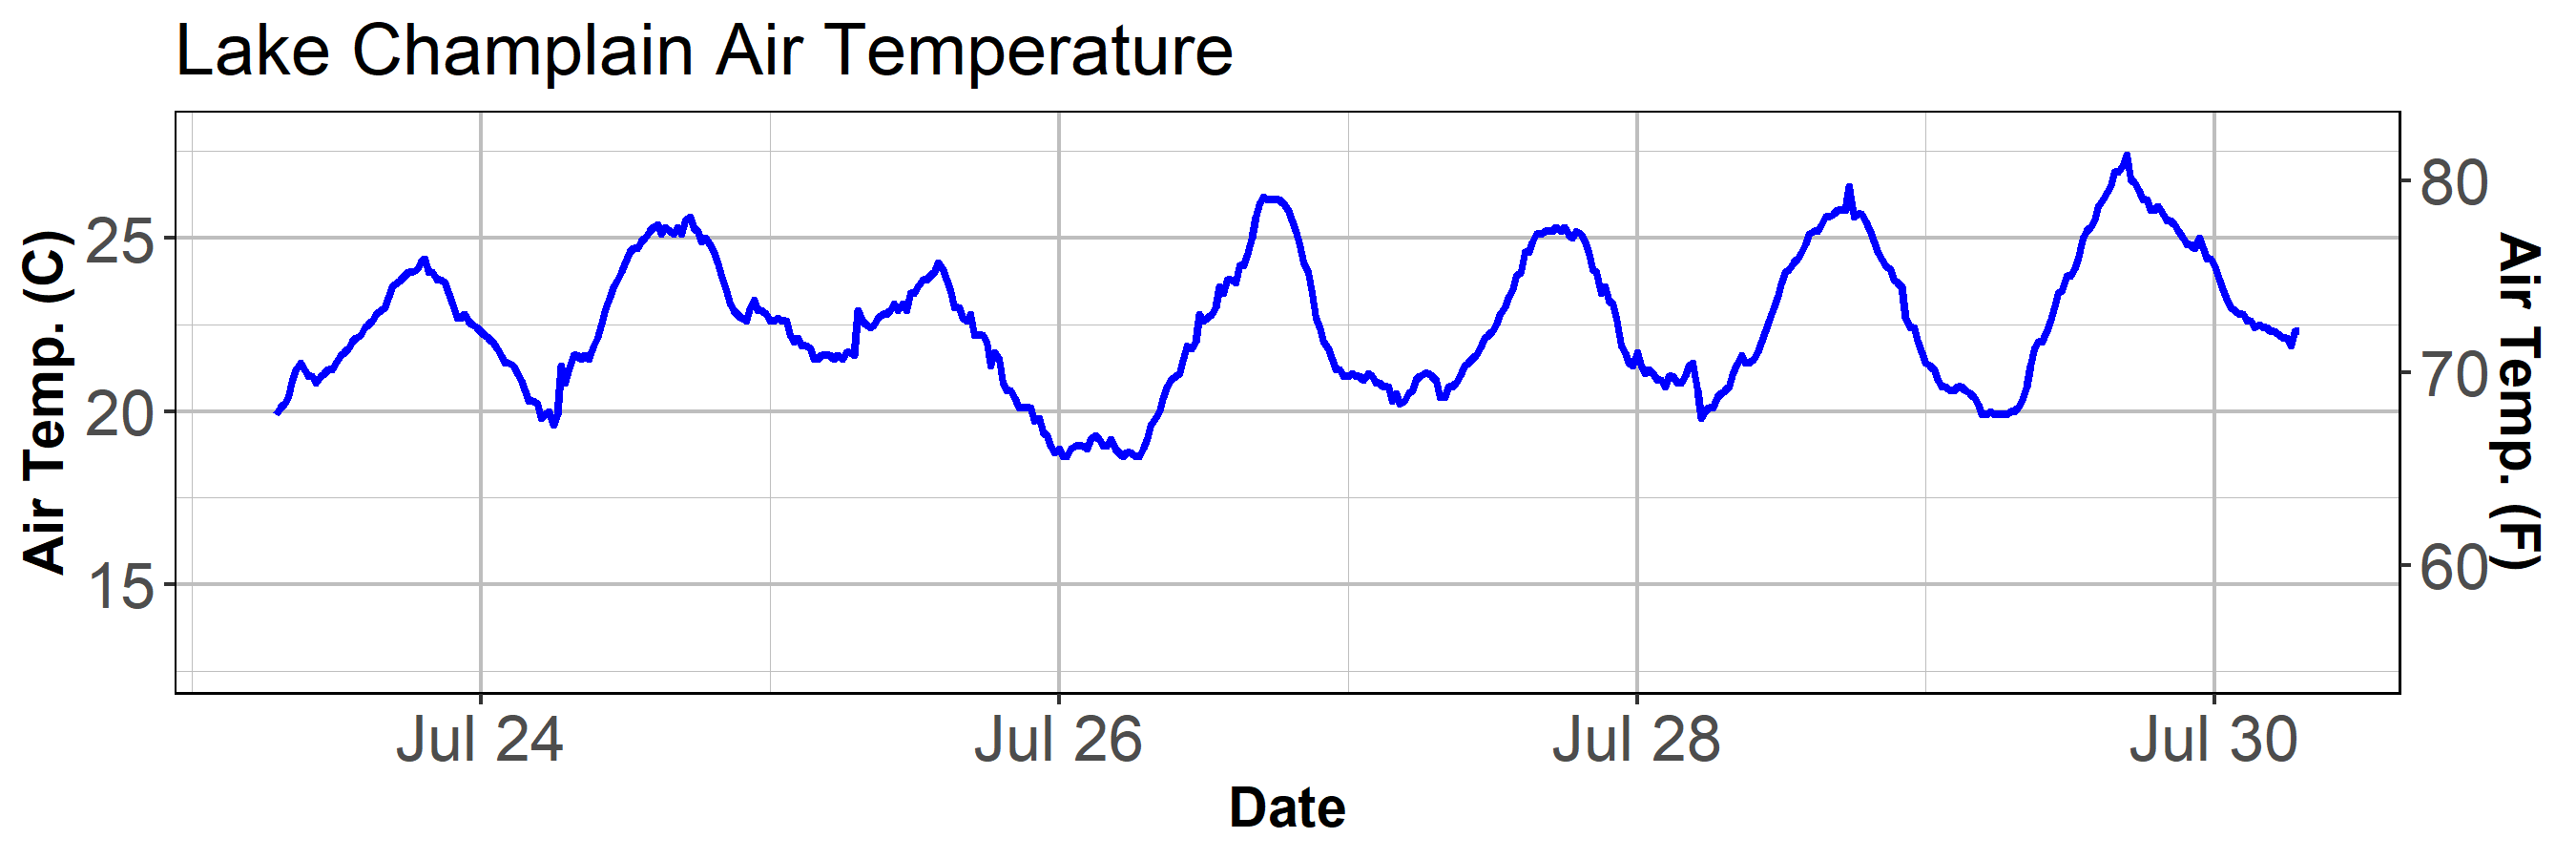 Lake Champlain Air Temperature
Air Temp. (C)
25
20
15
80
70
60
Air Temp. (F)
Jul 24
Jul 26
Jul 28
Jul 30
Date